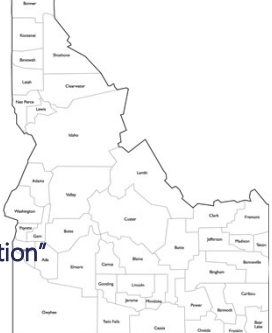 Bonner
Kootenai
Benewah
Shoshone
Latah
Clearwater
Nez Perce
Lewis
Idaho
Adams
Lemhi
Valley
Washington
Custer
Payette
Gem
Boise
Clark
Fremont
Jefferson
Madison
Teton
tion”
Ada
Elmore
Camas
Blaine
Butte
Bonneville
Bingham
Gooding
Lincoln
Caribou
Jerome
Minidoka
Power
Bannock
Owyhee
Twin Falls
Cassia
Oneida
Franklin
Bear
Lake